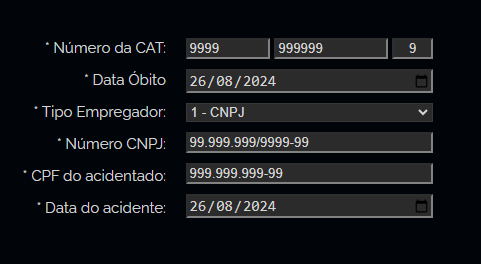 * Número da CAT: 9999 999999 9
* Data Óbito 26/08/2024
* Tipo Empregador: 1 - CNPJ
* Número CNPJ: 99.999.999/9999-99
* CPF do acidentado: 999.999.999-99
* Data do acidente: 26/08/2024